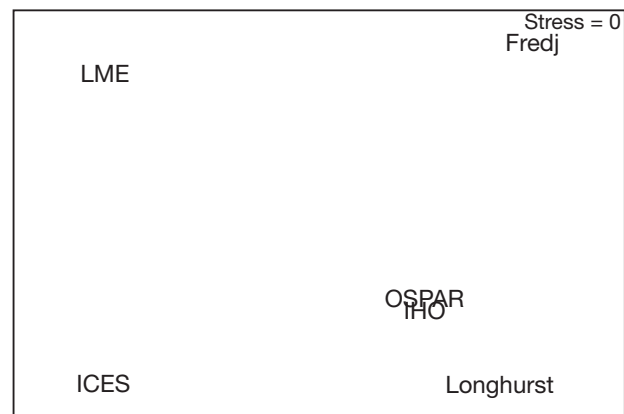 Stress = 0
Fredj
LME
OSPAR
IHO
ICES
Longhurst